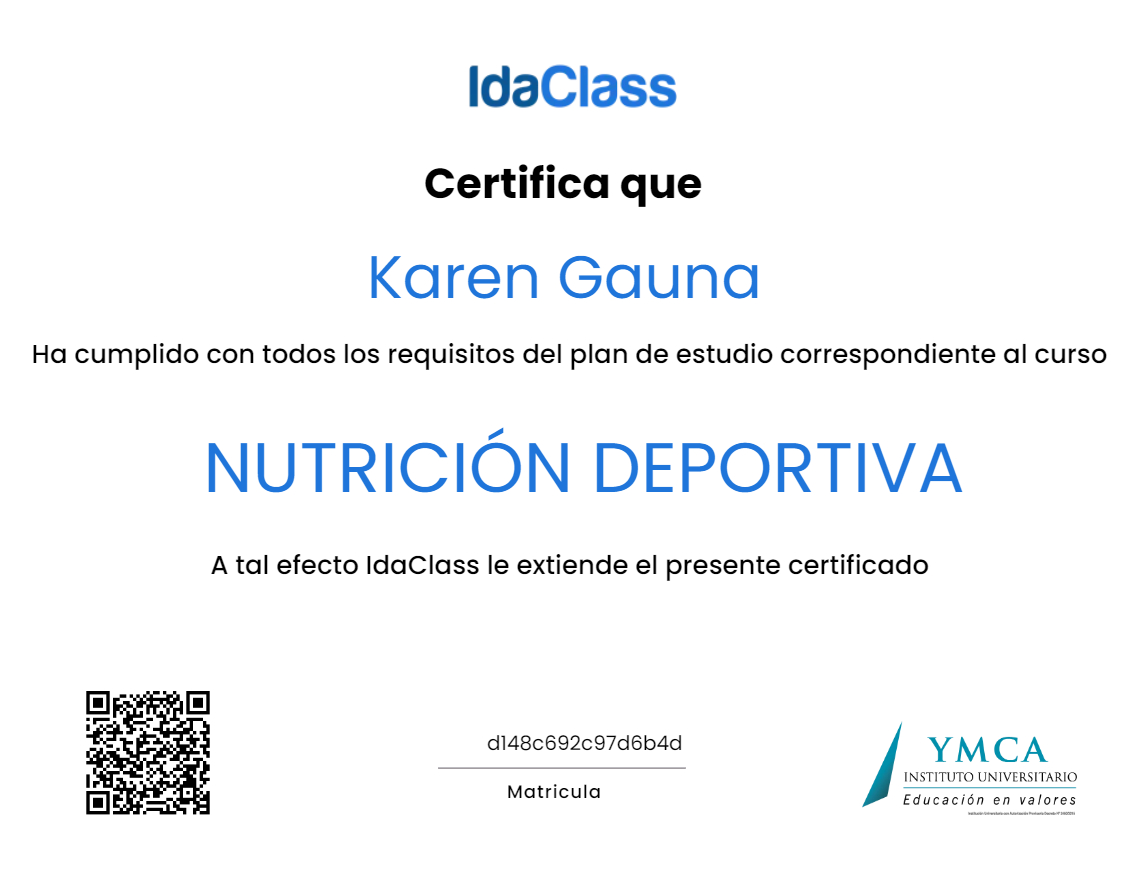 IdaClass
Certifica que
Karen Gauna
Ha cumplido con todos los requisitos del plan de estudio correspondiente al curso
NUTRICIÓN DEPORTIVA
A tal efecto IdaClass le extiende el presente certificado
d148c692c97d6b4d
Matricula
YMCA
INSTITUTO UNIVERSITARIO
Educación en valores